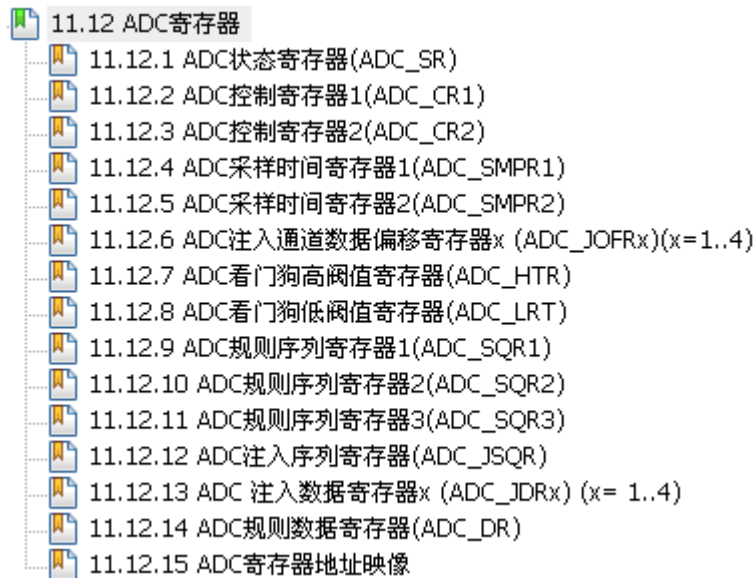 11.12 ADC寄存器
11.12.1 ADC状态寄存器(ADC_SR)
11.12.2 ADC控制寄存器1(ADC_CR1)
11.12.3 ADC控制寄存器2(ADC_CR2)
11.12.4 ADC采样时间寄存器1(ADC_SMPR1)
11.12.5 ADC采样时间寄存器2(ADC_SMPR2)
11.12.6 ADC注入通道数据偏移寄存器x (ADC_JOFRx)(x=1..4)
11.12.7 ADC看门狗高阀值寄存器(ADC_HTR)
11.12.8 ADC看门狗低阀值寄存器(ADC_LRT)
11.12.9 ADC规则序列寄存器1(ADC_SQR1)
11.12.10 ADC规则序列寄存器2(ADC_SQR2)
11.12.11 ADC规则序列寄存器3(ADC_SQR3)
11.12.12 ADC注入序列寄存器(ADC_JSQR)
11.12.13 ADC 注入数据寄存器x (ADC_JDRx) (x= 1..4)
11.12.14 ADC规则数据寄存器(ADC_DR)
11.12.15 ADC寄存器地址映像